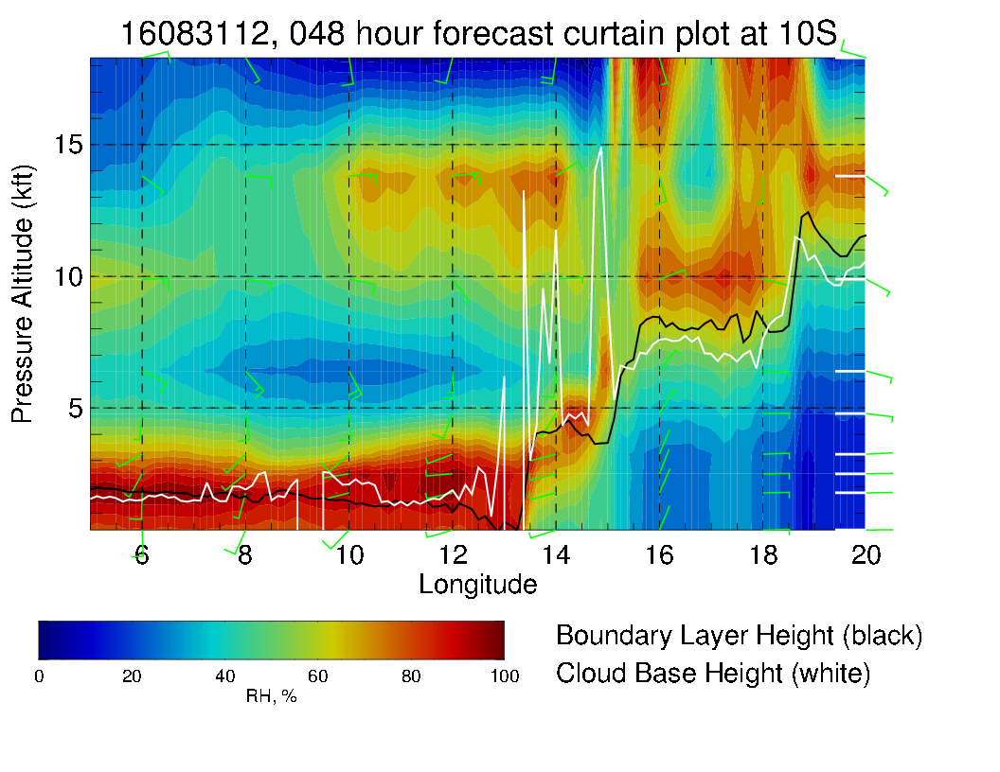 16083112, 048 hour forecast curtain plot at 10S
15
10
5
Pressure Altitude (kft)
6 8 10 12 14 16 18 20
Longitude
0 20 40 60 80 100
RH, %
Boundary Layer Height (black)
Cloud Base Height (white)